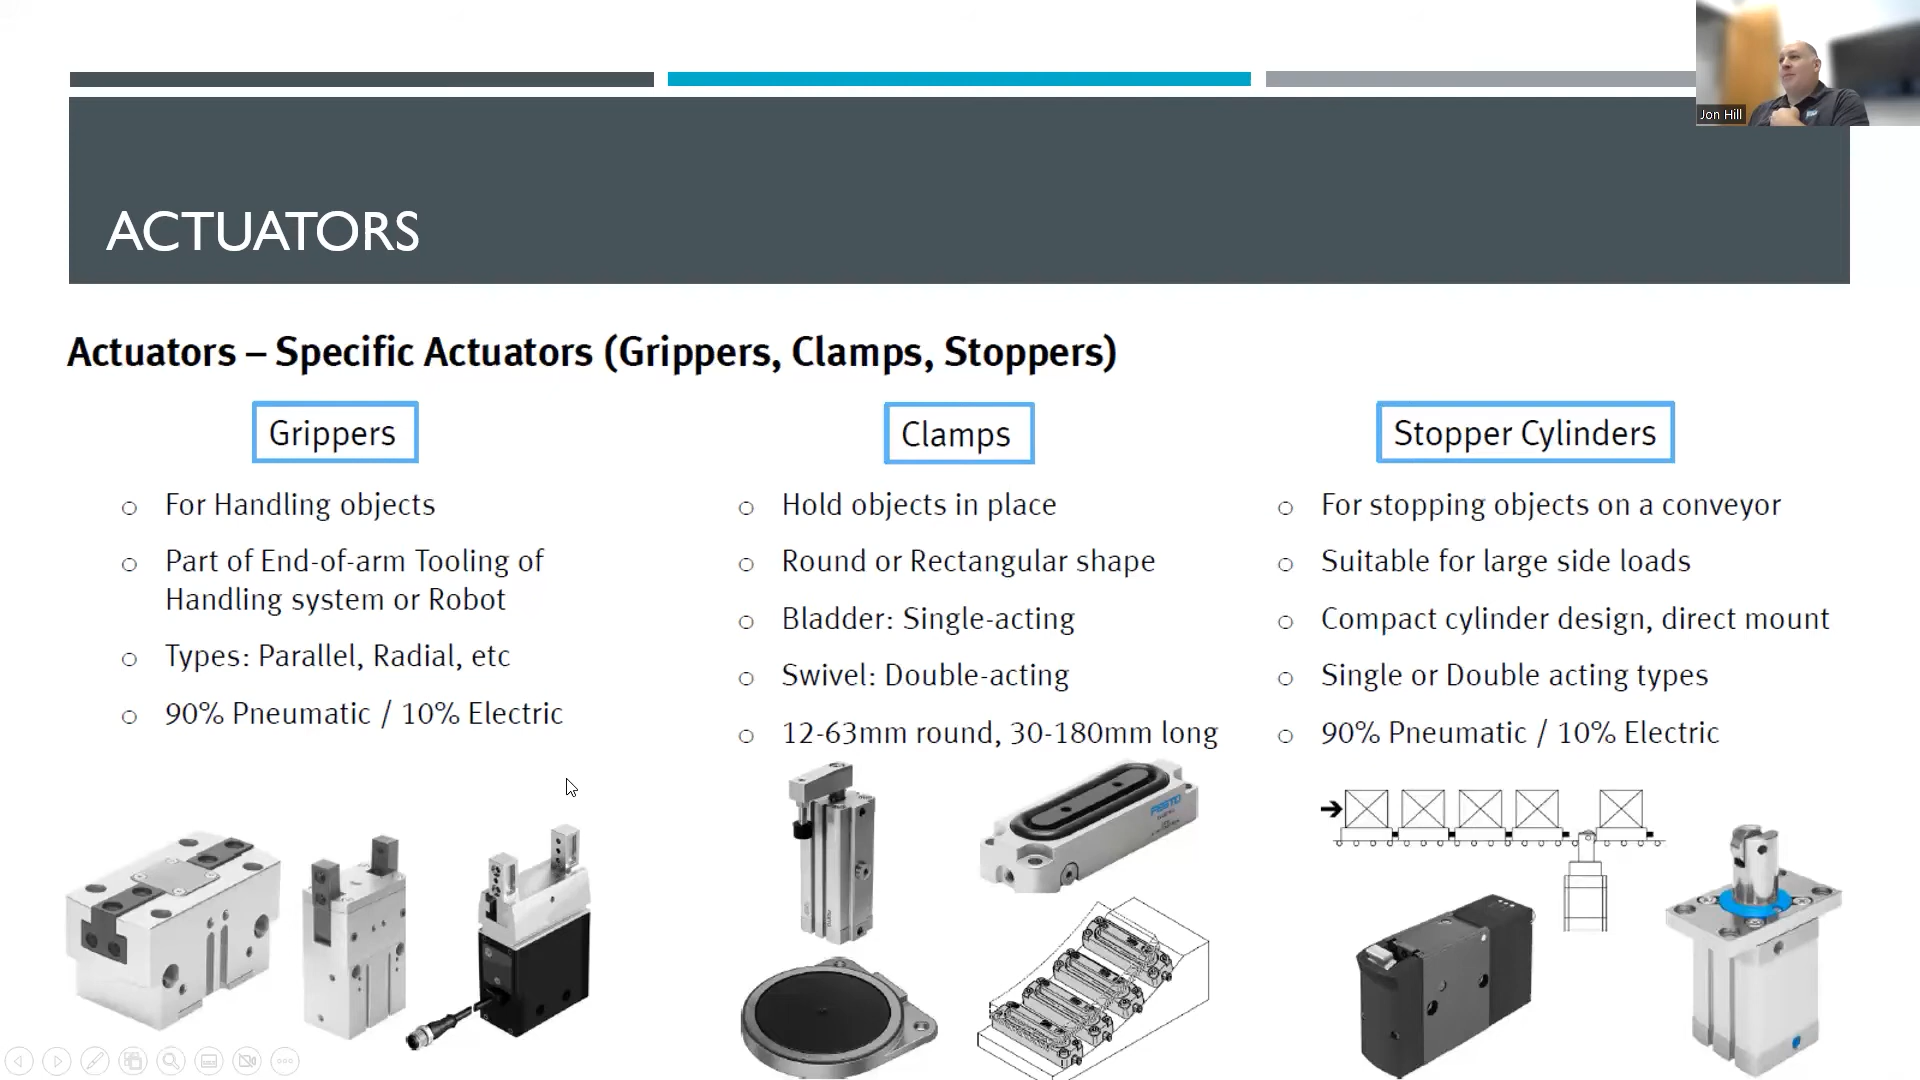 Jon Hill
ACTUATORS
Actuators – Specific Actuators (Grippers, Clamps, Stoppers)
Grippers
For Handling objects
Part of End-of-arm Tooling of
Handling system or Robot
Types: Parallel, Radial, etc
90% Pneumatic / 10% Electric
Clamps
Hold objects in place
Round or Rectangular shape
Bladder: Single-acting
Swivel: Double-acting
12-63mm round, 30-180mm long
FESTO
Stopper Cylinders
For stopping objects on a conveyor
Suitable for large side loads
Compact cylinder design, direct mount
Single or Double acting types
90% Pneumatic / 10% Electric